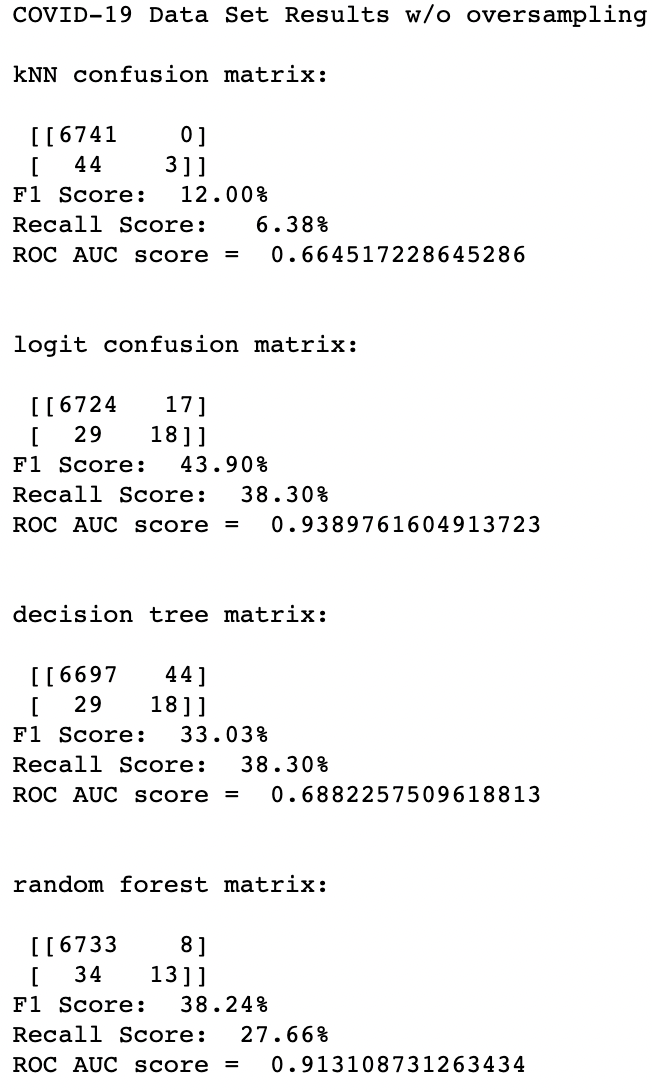 COVID-19 Data Set Results w/o oversampling
kNN confusion matrix:
[[6741 0]
[ 44 3]]
F1 Score: 12.00%
Recall Score: 6.38%
ROC AUC score = 0.664517228645286
logit confusion matrix:
[[6724 17]
[ 29 18]]
F1 Score: 43.90%
Recall Score: 38.30%
ROC AUC score = 0.9389761604913723
decision tree matrix:
[[6697 44]
[ 29 18]]
F1 Score: 33.03%
Recall Score: 38.30%
ROC AUC score = 0.6882257509618813
random forest matrix:
[[6733 8]
[ 34 13]]
F1 Score: 38.24%
Recall Score: 27.66%
ROC AUC score = 0.913108731263434